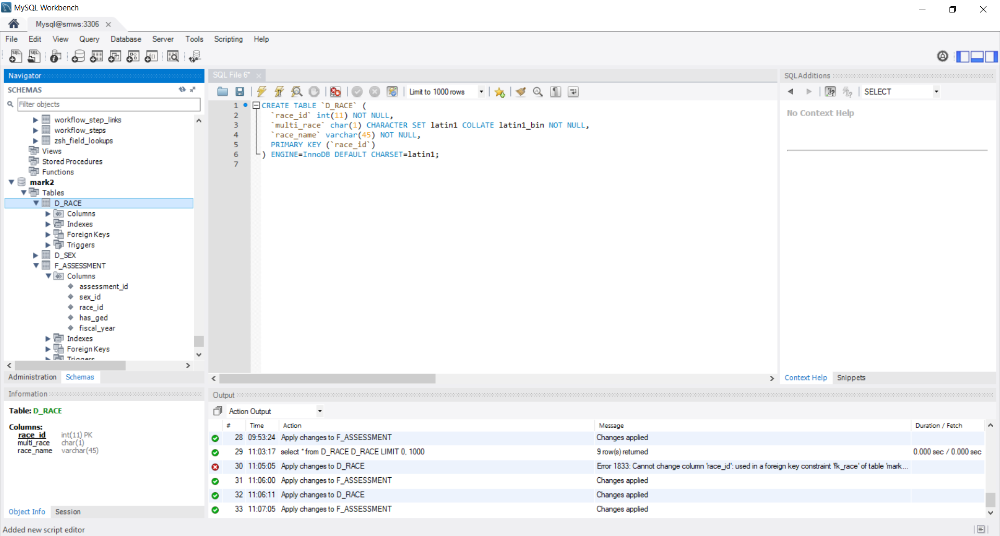 MySQL Workbench
Mysql@smws:3306
File Edit View Query Database Server Tools Scripting Help
Navigator
SCHEMAS
Filter objects
workflow_step_links
workflow_steps
zsh_field_lookups
Views
Stored Procedures
Functions
mark2
Tables
D_RACE
Columns
Indexes
Foreign Keys
Triggers
D_SEX
F_ASSESSMENT
Columns
assessment_id
sex_id
race_id
has_ged
fiscal_year
Indexes
Foreign Keys
Triggers
Administration Schemas
Information
Table: D_RACE
Columns:
race_id int(11) PK
multi_race char(1)
race_name varchar(45)
Object Info Session
SQL File 6*
Limit to 1000 rows
1 CREATE TABLE `D_RACE` (
2 `race_id` int(11) NOT NULL,
3 `multi_race` char(1) CHARACTER SET latin1 COLLATE latin1_bin NOT NULL,
4 `race_name` varchar(45) NOT NULL,
5 PRIMARY KEY (`race_id`)
6 ) ENGINE=InnoDB DEFAULT CHARSET=latin1;
7
SQLAdditions
SELECT
No Context Help
Context Help Snippets
Output
Action Output
# Time Action Message Duration / Fetch
28 09:53:24 Apply changes to F_ASSESSMENT Changes applied
29 11:03:17 select * from D_RACE D_RACE LIMIT 0, 1000 9 row(s) returned 0.000 sec / 0.000 sec
30 11:05:05 Apply changes to D_RACE Error 1833: Cannot change column 'race_id': used in a foreign key constraint 'fk_race' of table 'mark...
31 11:06:00 Apply changes to F_ASSESSMENT Changes applied
32 11:06:11 Apply changes to D_RACE Changes applied
33 11:07:05 Apply changes to F_ASSESSMENT Changes applied
Added new script editor